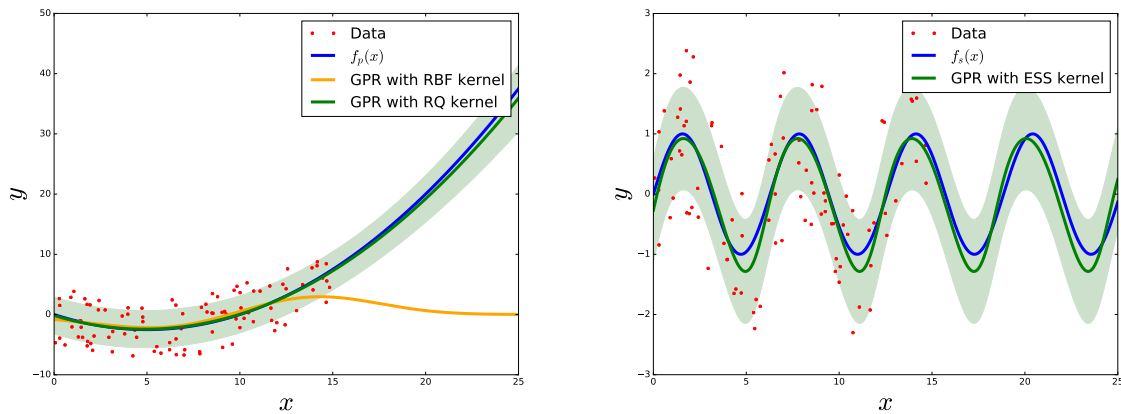 50
40
30
20
10
0
−10
0 5 10 15 20 25
y
x
Data
f_p(x)
GPR with RBF kernel
GPR with RQ kernel
3
2
1
0
−1
−2
−3
0 5 10 15 20 25
y
x
Data
f_s(x)
GPR with ESS kernel